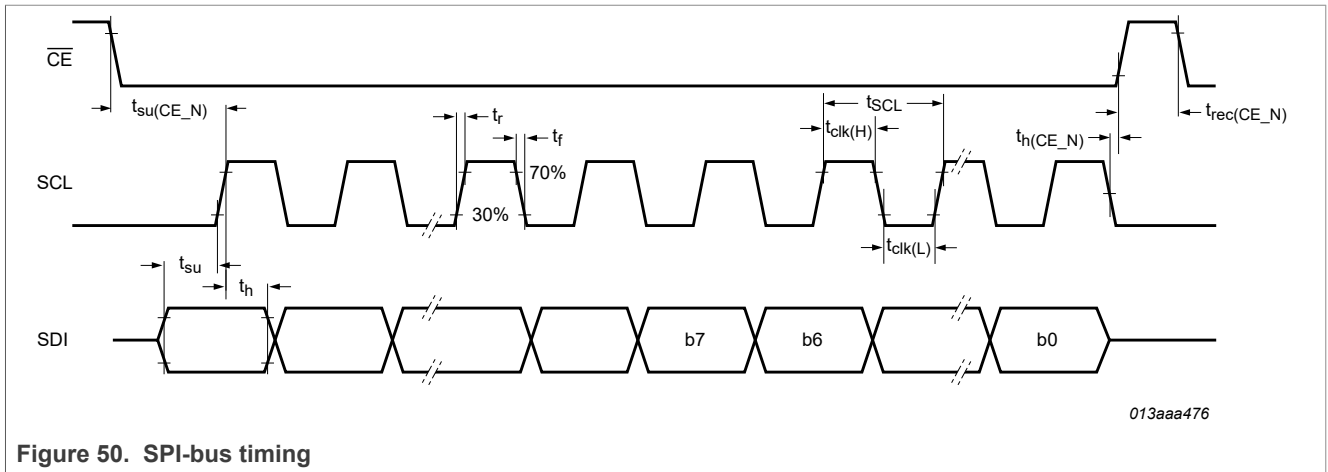 CE
tsu(CE_N)
tr
tf
tSCL
tclk(H)
trec(CE_N)
th(CE_N)
SCL
70%
30%
tclk(L)
tsu
th
SDI
b7
b6
b0
013aaa476
Figure 50. SPI-bus timing